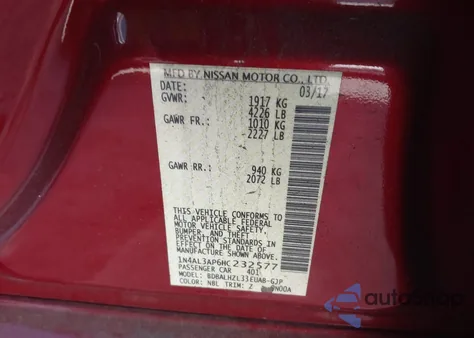 MFD BY NISSAN MOTOR CO., LTD.
DATE: 03/17
GVWR: 1917 KG
4226 LB
GAWR FR.: 1010 KG
2227 LB
GAWR RR.: 940 KG
2072 LB
THIS VEHICLE CONFORMS TO
ALL APPLICABLE FEDERAL
MOTOR VEHICLE SAFETY,
BUMPER, AND THEFT
PREVENTION STANDARDS IN
EFFECT ON THE DATE OF
MANUFACTURE SHOWN ABOVE.
1N4AL3AP6HC232577
PASSENGER CAR 401
MODEL: BDBALHZL33EUAB-G3P
COLOR: NBL TRIM: Z